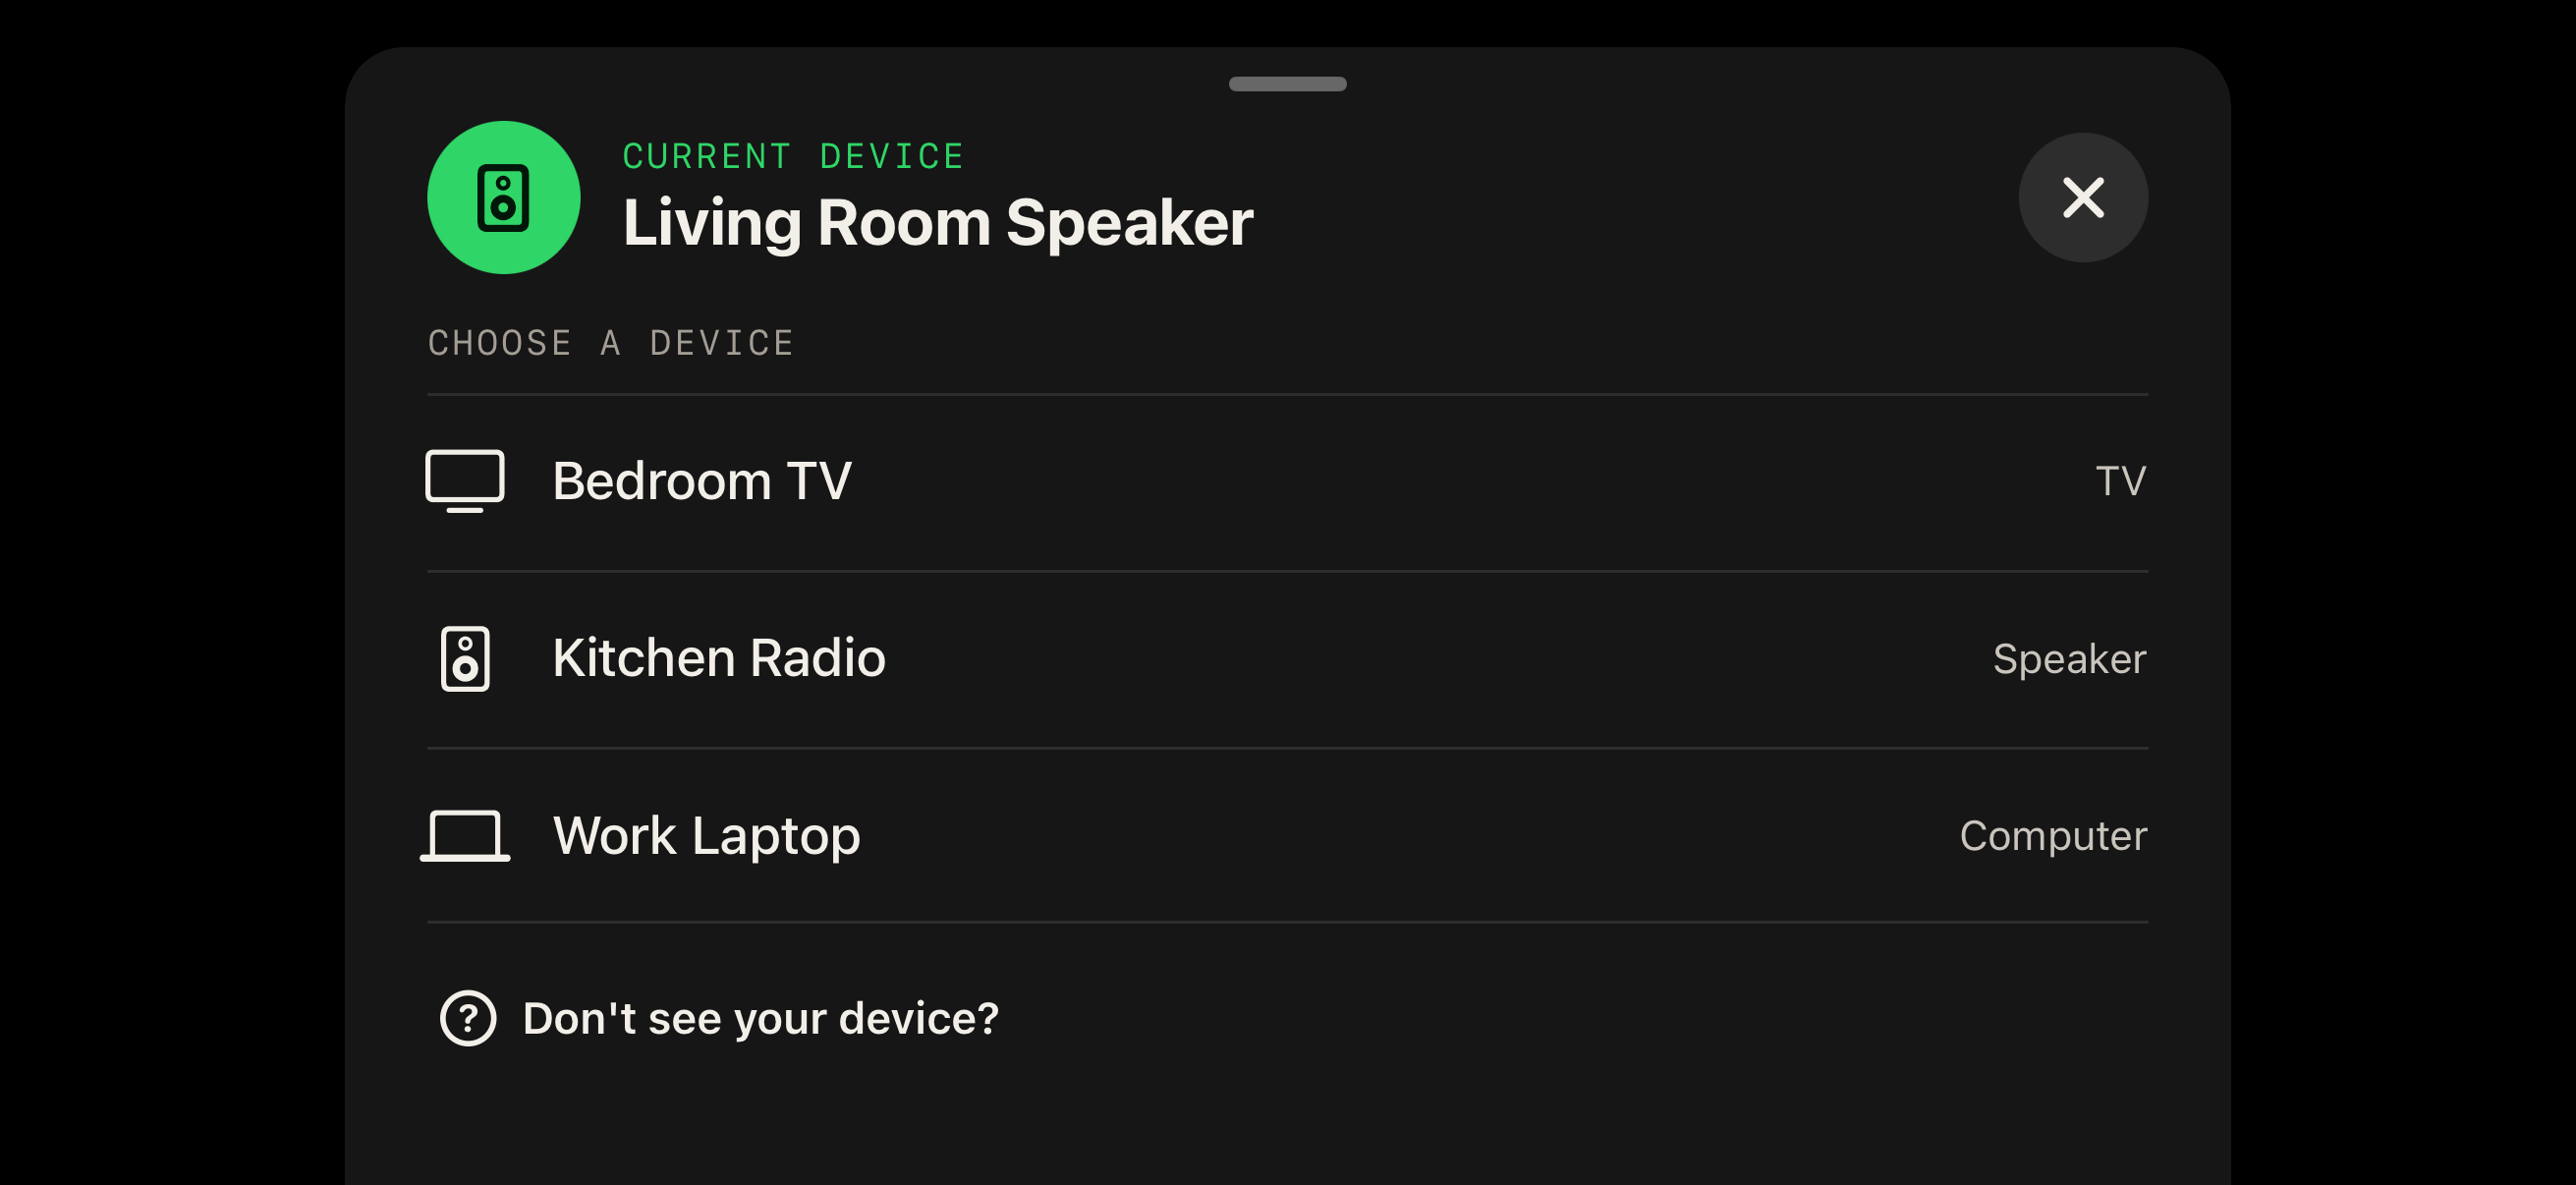 CURRENT DEVICE
Living Room Speaker
CHOOSE A DEVICE
Bedroom TV TV
Kitchen Radio Speaker
Work Laptop Computer
Don't see your device?